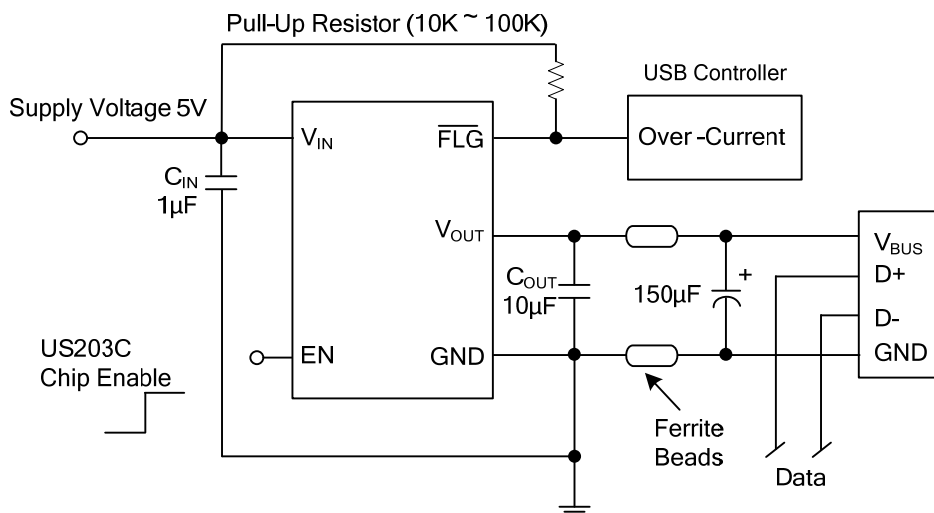 Pull-Up Resistor (10K ~ 100K)
USB Controller
Supply Voltage 5V
VIN
FLG
Over -Current
CIN
1µF
VOUT
VBUS
COUT
10µF
150µF
+
D+
D-
US203C
Chip Enable
EN
GND
GND
Ferrite
Beads
Data